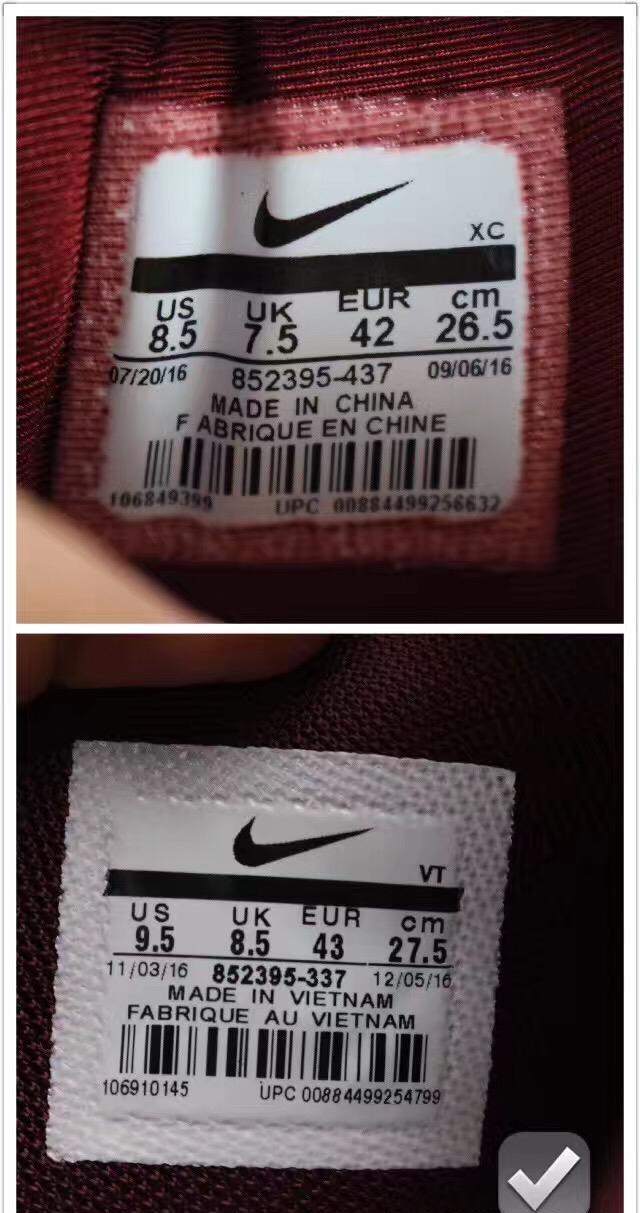 XC
US UK EUR cm
8.5 7.5 42 26.5
07/20/16 852395-437 09/06/16
MADE IN CHINA
FABRIQUE EN CHINE
106849399 UPC 00884499256632
VT
US UK EUR cm
9.5 8.5 43 27.5
11/03/16 852395-337 12/05/16
MADE IN VIETNAM
FABRIQUE AU VIETNAM
106910145 UPC 00884499254799